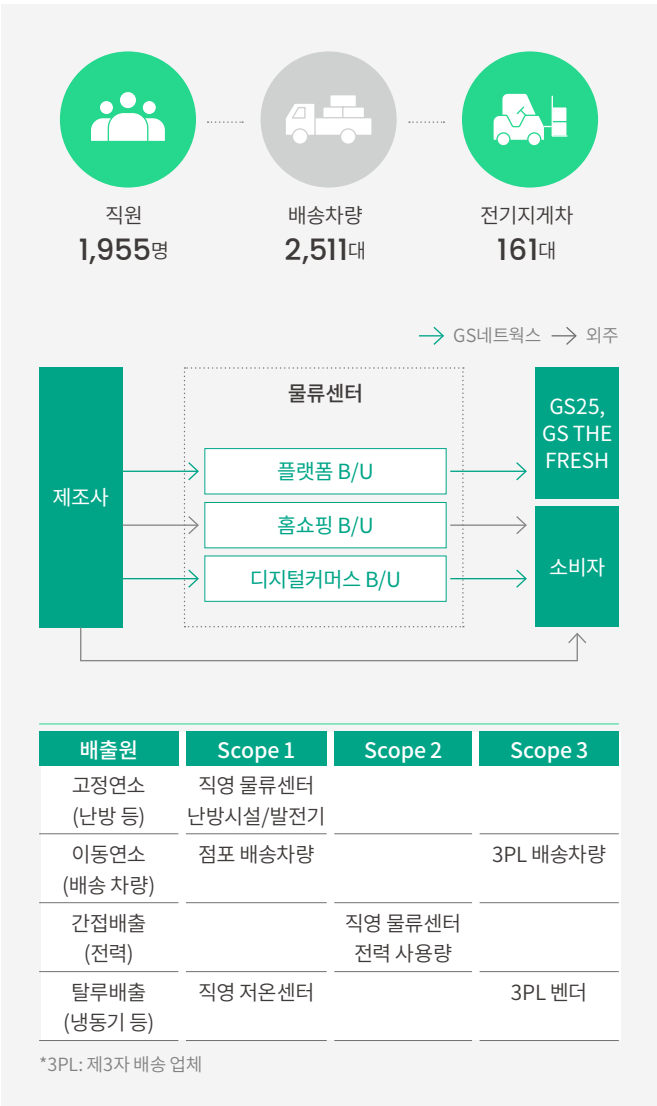 직원
1,955명
배송차량
2,511대
전기지게차
161대
GS네트웍스
외주
제조사
물류센터
플랫폼 B/U
홈쇼핑 B/U
디지털커머스 B/U
GS25,
GS THE
FRESH
소비자
배출원 Scope 1 Scope 2 Scope 3
고정연소
(난방 등)
직영 물류센터
난방시설/발전기
이동연소
(배송 차량)
점포 배송차량
3PL 배송차량
간접배출
(전력)
직영 물류센터
전력 사용량
탈루배출
(냉동기 등)
직영 저온센터
3PL 벤더
*3PL: 제3자 배송 업체